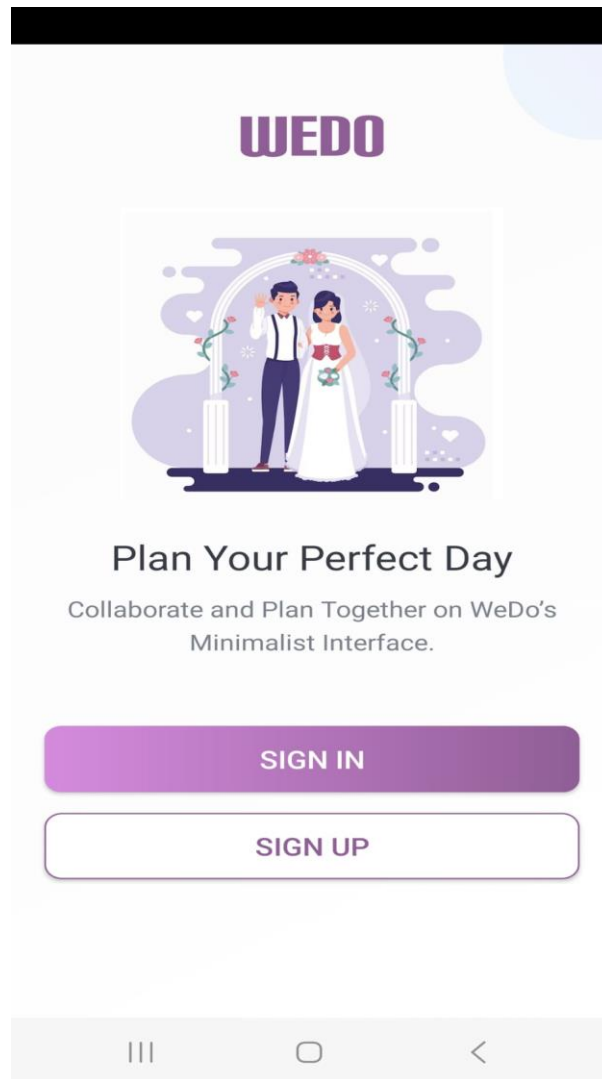 WEDO
Plan Your Perfect Day
Collaborate and Plan Together on WeDo’s
Minimalist Interface.
SIGN IN
SIGN UP